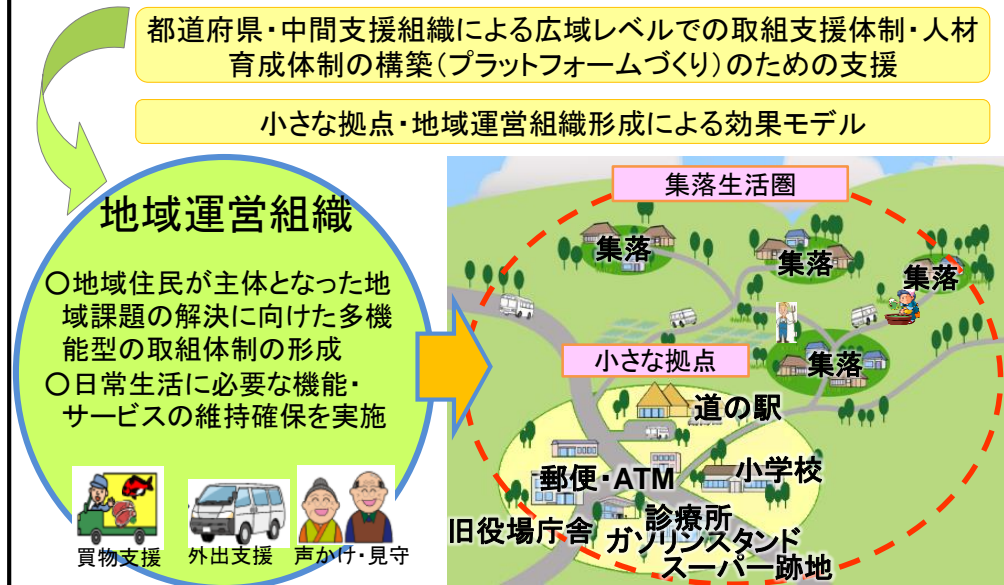 都道府県・中間支援組織による広域レベルでの取組支援体制・人材
育成体制の構築(プラットフォームづくり)のための支援
小さな拠点・地域運営組織形成による効果モデル
地域運営組織
〇地域住民が主体となった地
域課題の解決に向けた多機
能型の取組体制の形成
〇日常生活に必要な機能・
サービスの維持確保を実施
買物支援
外出支援
声かけ・見守
集落生活圏
集落
集落
集落
集落
小さな拠点
道の駅
郵便・ATM
小学校
旧役場庁舎
診療所
ガソリンスタンド
スーパー跡地